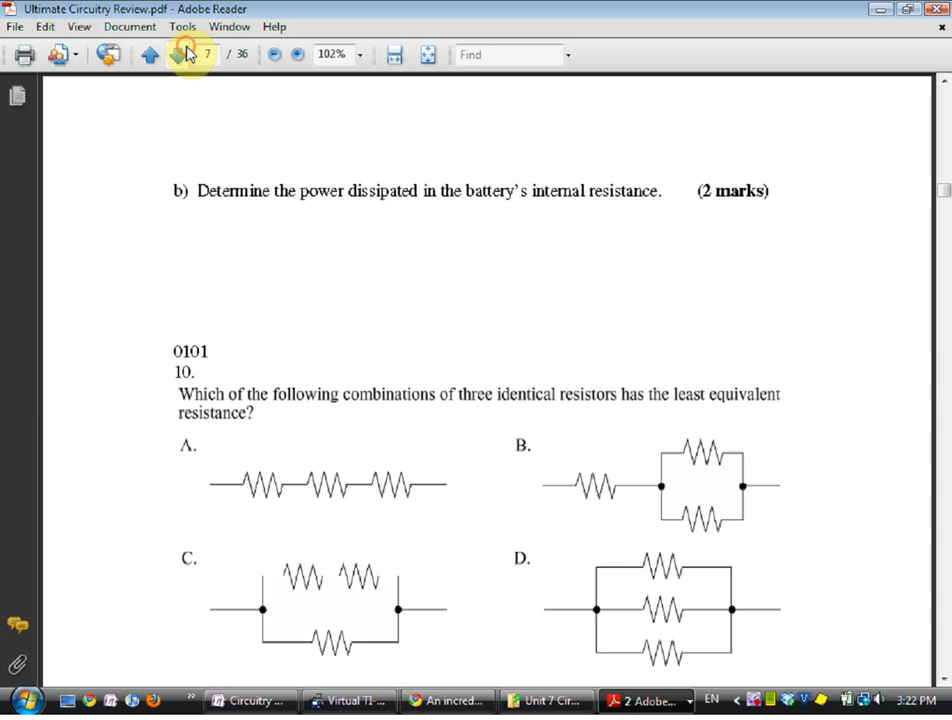 Ultimate Circuitry Review.pdf - Adobe Reader
File Edit View Document Tools Window Help
7 / 36 102% Find
b) Determine the power dissipated in the battery's internal resistance. (2 marks)
0101
10.
Which of the following combinations of three identical resistors has the least equivalent
resistance?
A. B.
C. D.
Circuitry ... Virtual TI-... An incred... Unit 7 Cir... 2 Adobe... EN 3:22 PM